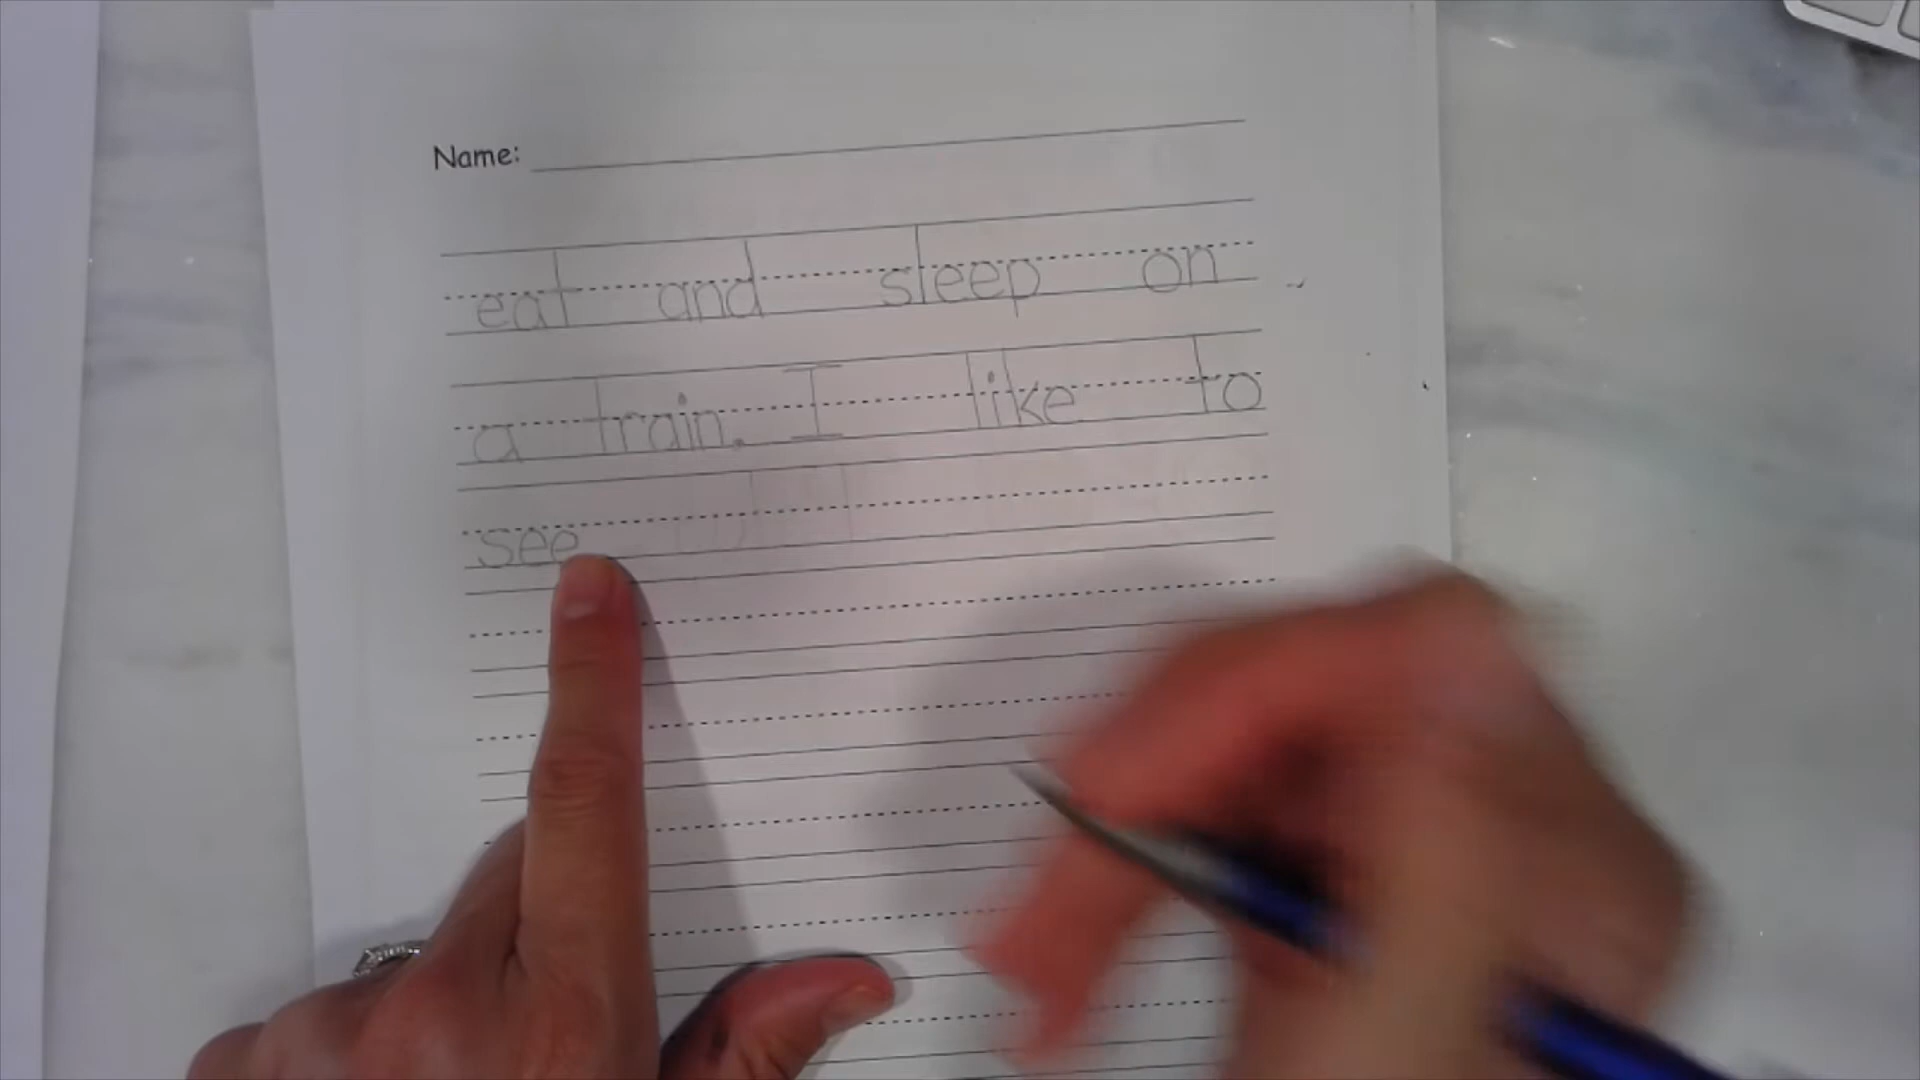 Name:
eat and sleep on
a train. I like to
see